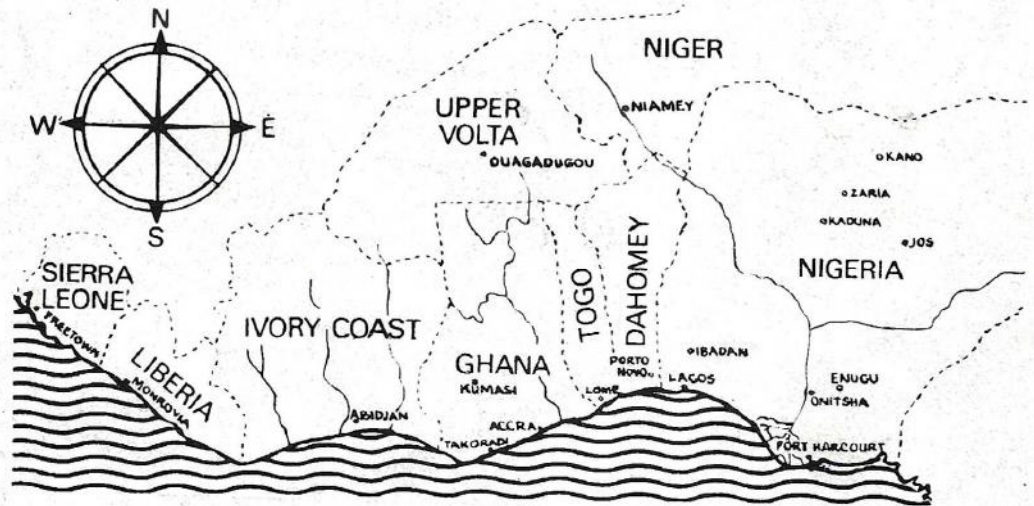 N
W
E
S
NIGER
NIAMEY
UPPER
VOLTA
OUAGADUGOU
KANO
ZARIA
KADUNA
JOS
NIGERIA
SIERRA
LEONE
FREETOWN
LIBERIA
MONROVIA
IVORY COAST
ABIDJAN
GHANA
KUMASI
ACCRA
TAKORADI
TOGO
LOME
DAHOMEY
PORTO
NOVO
IBADAN
LAGOS
ENUGU
ONITSHA
PORT HARCOURT